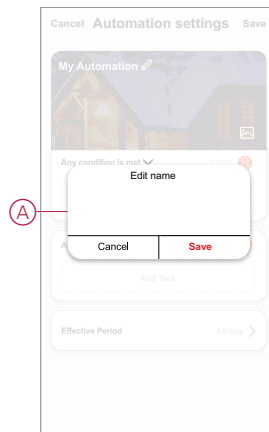 Cancel Automation settings Save
My Automation
Any condition is met
Edit name
A
Cancel Save
A
Add Task
Effective Period All-Day